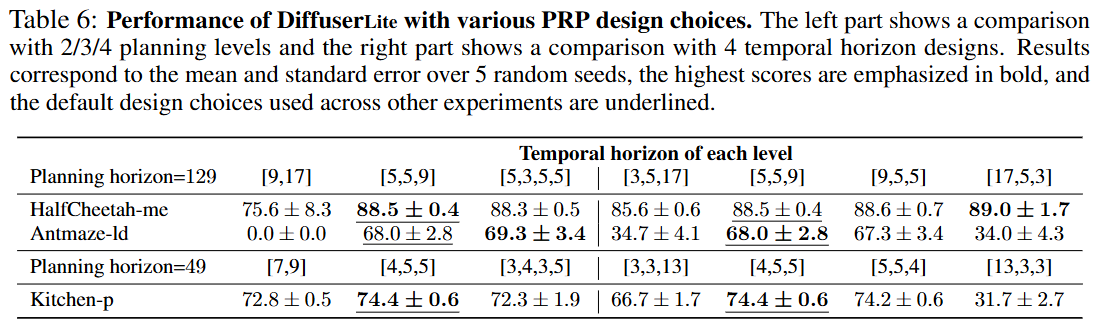 Table 6: Performance of DiffuserLite with various PRP design choices. The left part shows a comparison
with 2/3/4 planning levels and the right part shows a comparison with 4 temporal horizon designs. Results
correspond to the mean and standard error over 5 random seeds, the highest scores are emphasized in bold, and
the default design choices used across other experiments are underlined.
Temporal horizon of each level
Planning horizon=129 [9,17] [5,5,9] [5,3,5,5] [3,5,17] [5,5,9] [9,5,5] [17,5,3]
HalfCheetah-me 75.6 ± 8.3 88.5 ± 0.4 88.3 ± 0.5 85.6 ± 0.6 88.5 ± 0.4 88.6 ± 0.7 89.0 ± 1.7
Antmaze-ld 0.0 ± 0.0 68.0 ± 2.8 69.3 ± 3.4 34.7 ± 4.1 68.0 ± 2.8 67.3 ± 3.4 34.0 ± 4.3
Planning horizon=49 [7,9] [4,5,5] [3,4,3,5] [3,3,13] [4,5,5] [5,5,4] [13,3,3]
Kitchen-p 72.8 ± 0.5 74.4 ± 0.6 72.3 ± 1.9 66.7 ± 1.7 74.4 ± 0.6 74.2 ± 0.6 31.7 ± 2.7